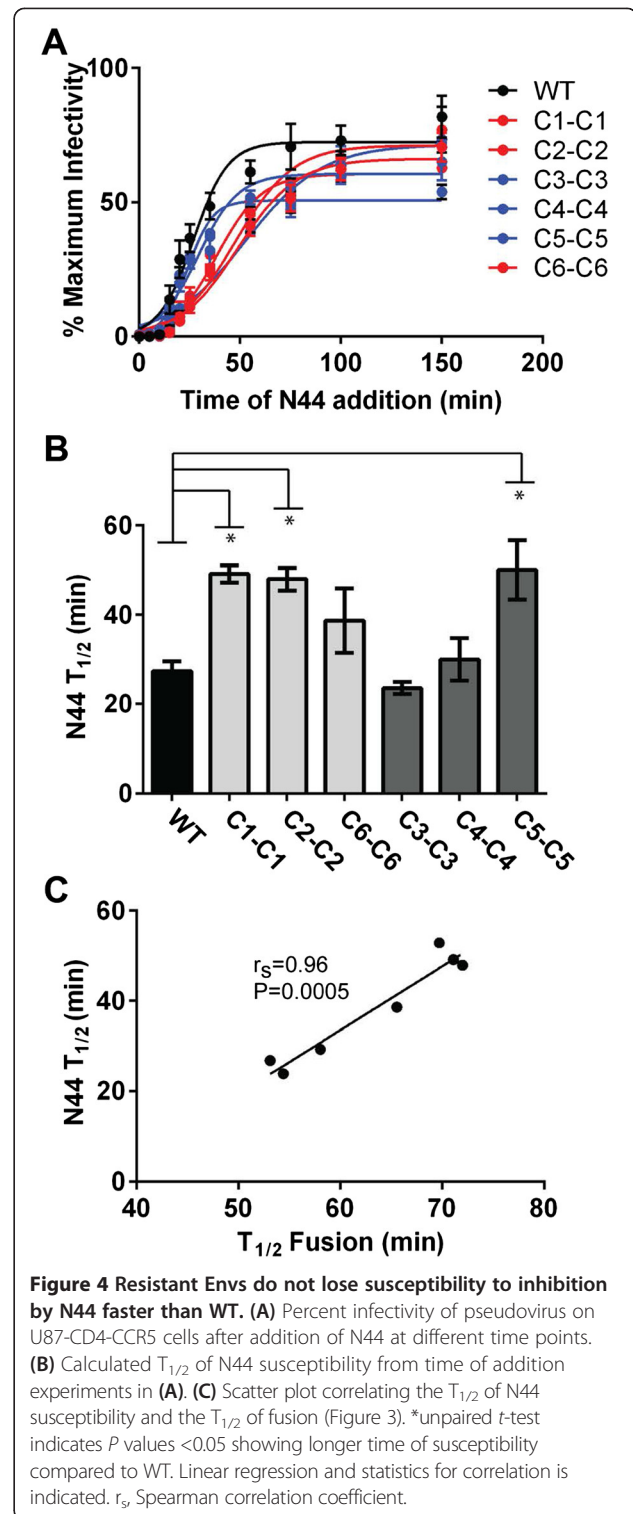 A
% Maximum Infectivity
100
50
0
0 50 100 150 200
Time of N44 addition (min)
WT
C1-C1
C2-C2
C3-C3
C4-C4
C5-C5
C6-C6
B
N44 T1/2 (min)
60
40
20
0
* * *
WT C1-C1 C2-C2 C6-C6 C3-C3 C4-C4 C5-C5
C
N44 T1/2 (min)
60
40
20
0
rs=0.96
P=0.0005
40 50 60 70 80
T1/2 Fusion (min)
Figure 4 Resistant Envs do not lose susceptibility to inhibition
by N44 faster than WT. (A) Percent infectivity of pseudovirus on
U87-CD4-CCR5 cells after addition of N44 at different time points.
(B) Calculated T1/2 of N44 susceptibility from time of addition
experiments in (A). (C) Scatter plot correlating the T1/2 of N44
susceptibility and the T1/2 of fusion (Figure 3). *unpaired t-test
indicates P values <0.05 showing longer time of susceptibility
compared to WT. Linear regression and statistics for correlation is
indicated. rs, Spearman correlation coefficient.